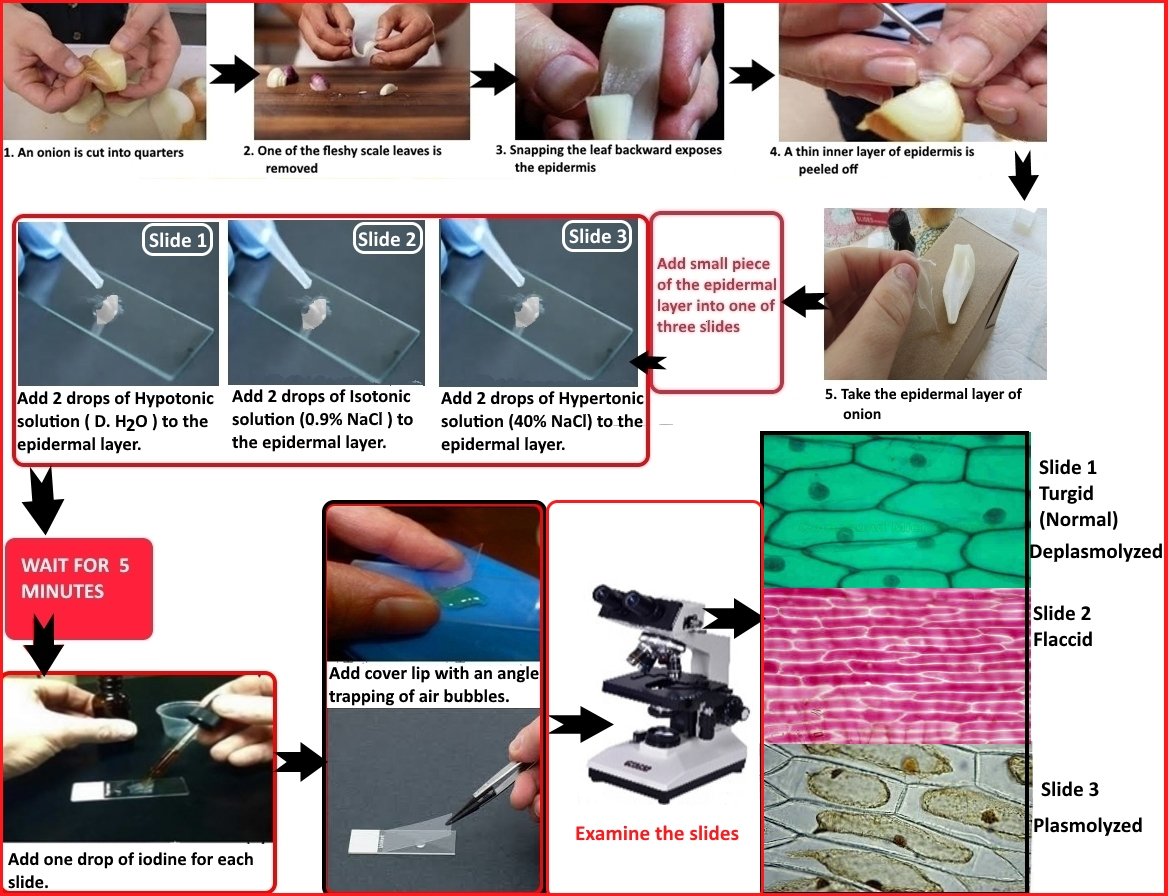 1. An onion is cut into quarters
2. One of the fleshy scale leaves is
removed
3. Snapping the leaf backward exposes
the epidermis
4. A thin inner layer of epidermis is
peeled off
5. Take the epidermal layer of
onion
Add small piece
of the epidermal
layer into one of
three slides
Slide 1
Slide 2
Slide 3
Add 2 drops of Hypotonic
solution ( D. H2O ) to the
epidermal layer.
Add 2 drops of Isotonic
solution (0.9% NaCl ) to
the epidermal layer.
Add 2 drops of Hypertonic
solution (40% NaCl) to the
epidermal layer.
WAIT FOR 5
MINUTES
Add one drop of iodine for each
slide.
Add cover lip with an angle
trapping of air bubbles.
Examine the slides
Slide 1
Turgid
(Normal)
Deplasmolyzed
Slide 2
Flaccid
Slide 3
Plasmolyzed